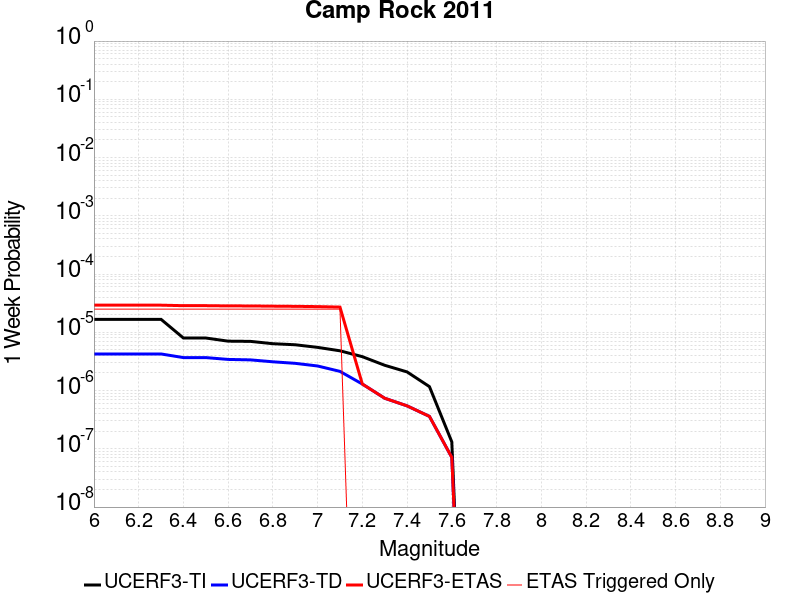 Camp Rock 2011
10^0
10^-1
10^-2
10^-3
10^-4
10^-5
10^-6
10^-7
10^-8
1 Week Probability
6 6.2 6.4 6.6 6.8 7 7.2 7.4 7.6 7.8 8 8.2 8.4 8.6 8.8 9
Magnitude
UCERF3-TI UCERF3-TD UCERF3-ETAS ETAS Triggered Only